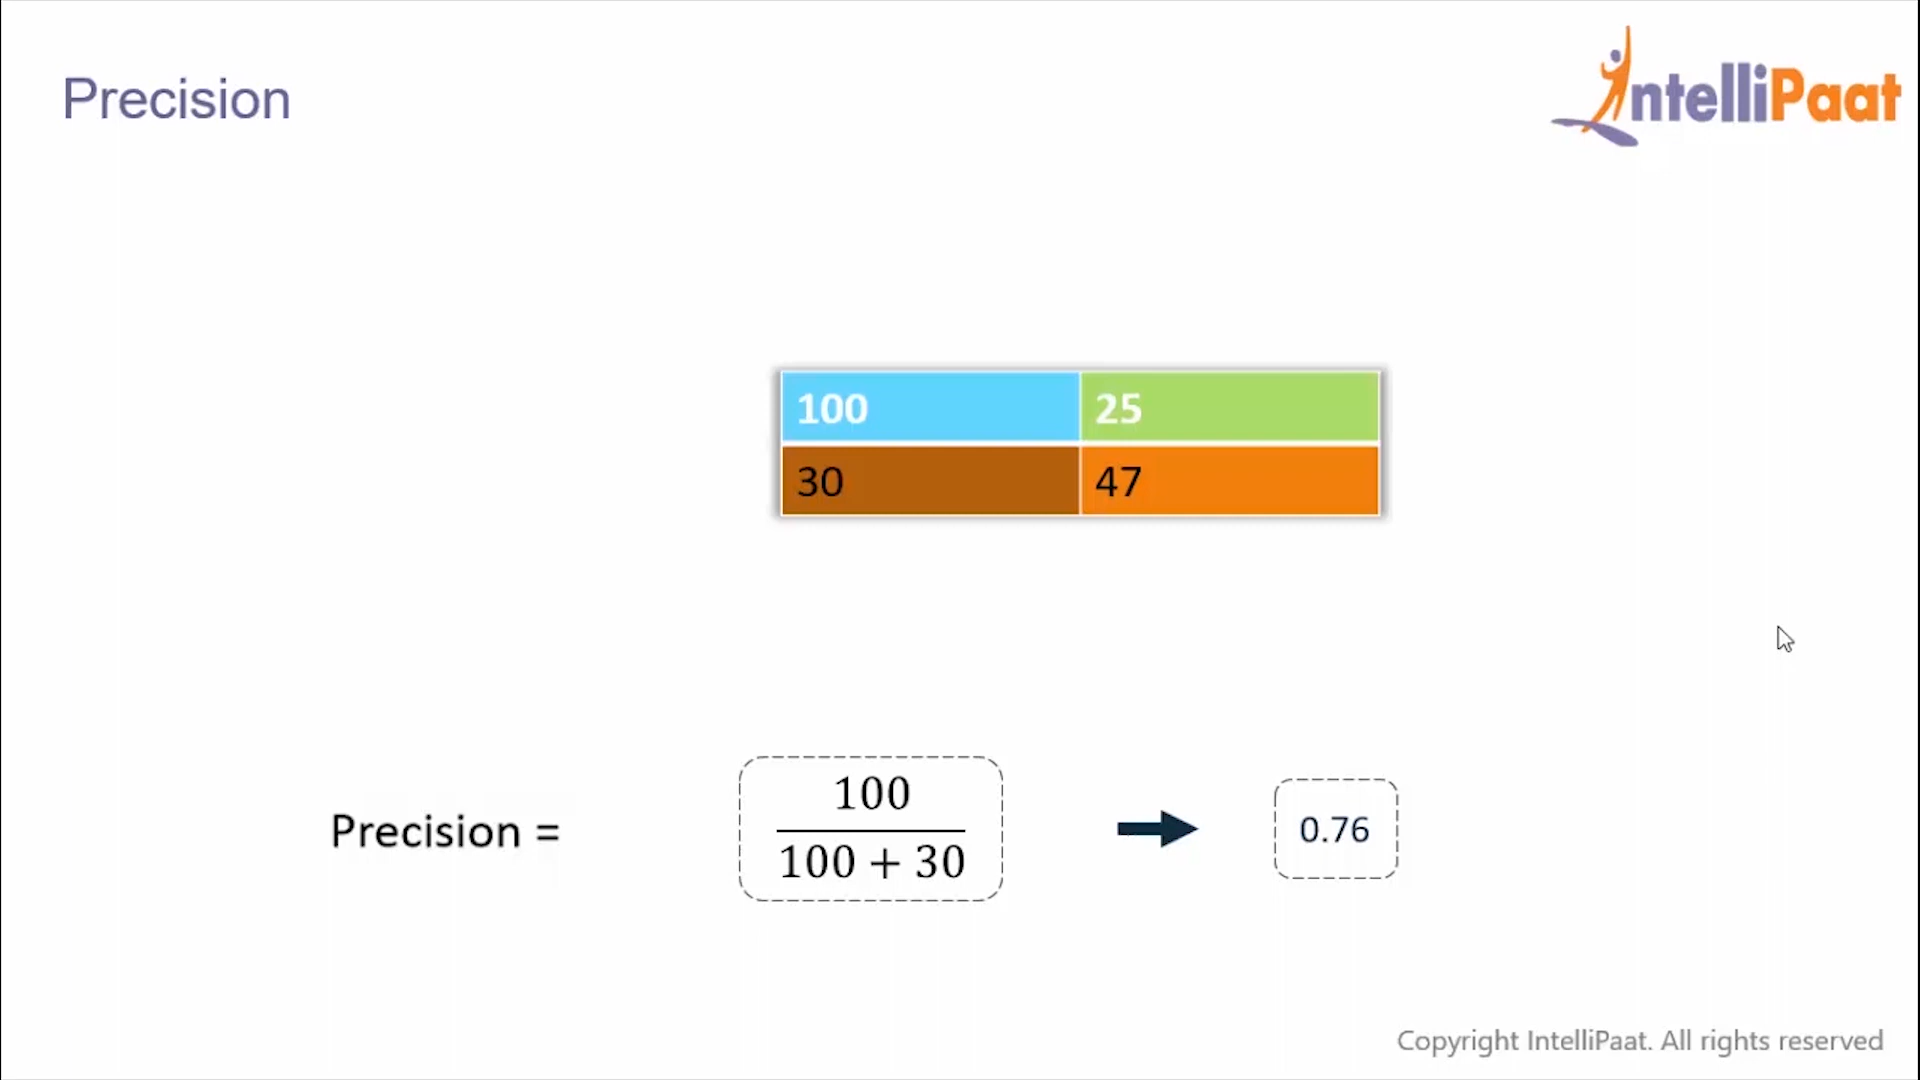 Precision
IntelliPaat
100 25
30 47
Precision =
100
100 + 30
0.76
Copyright IntelliPaat. All rights reserved